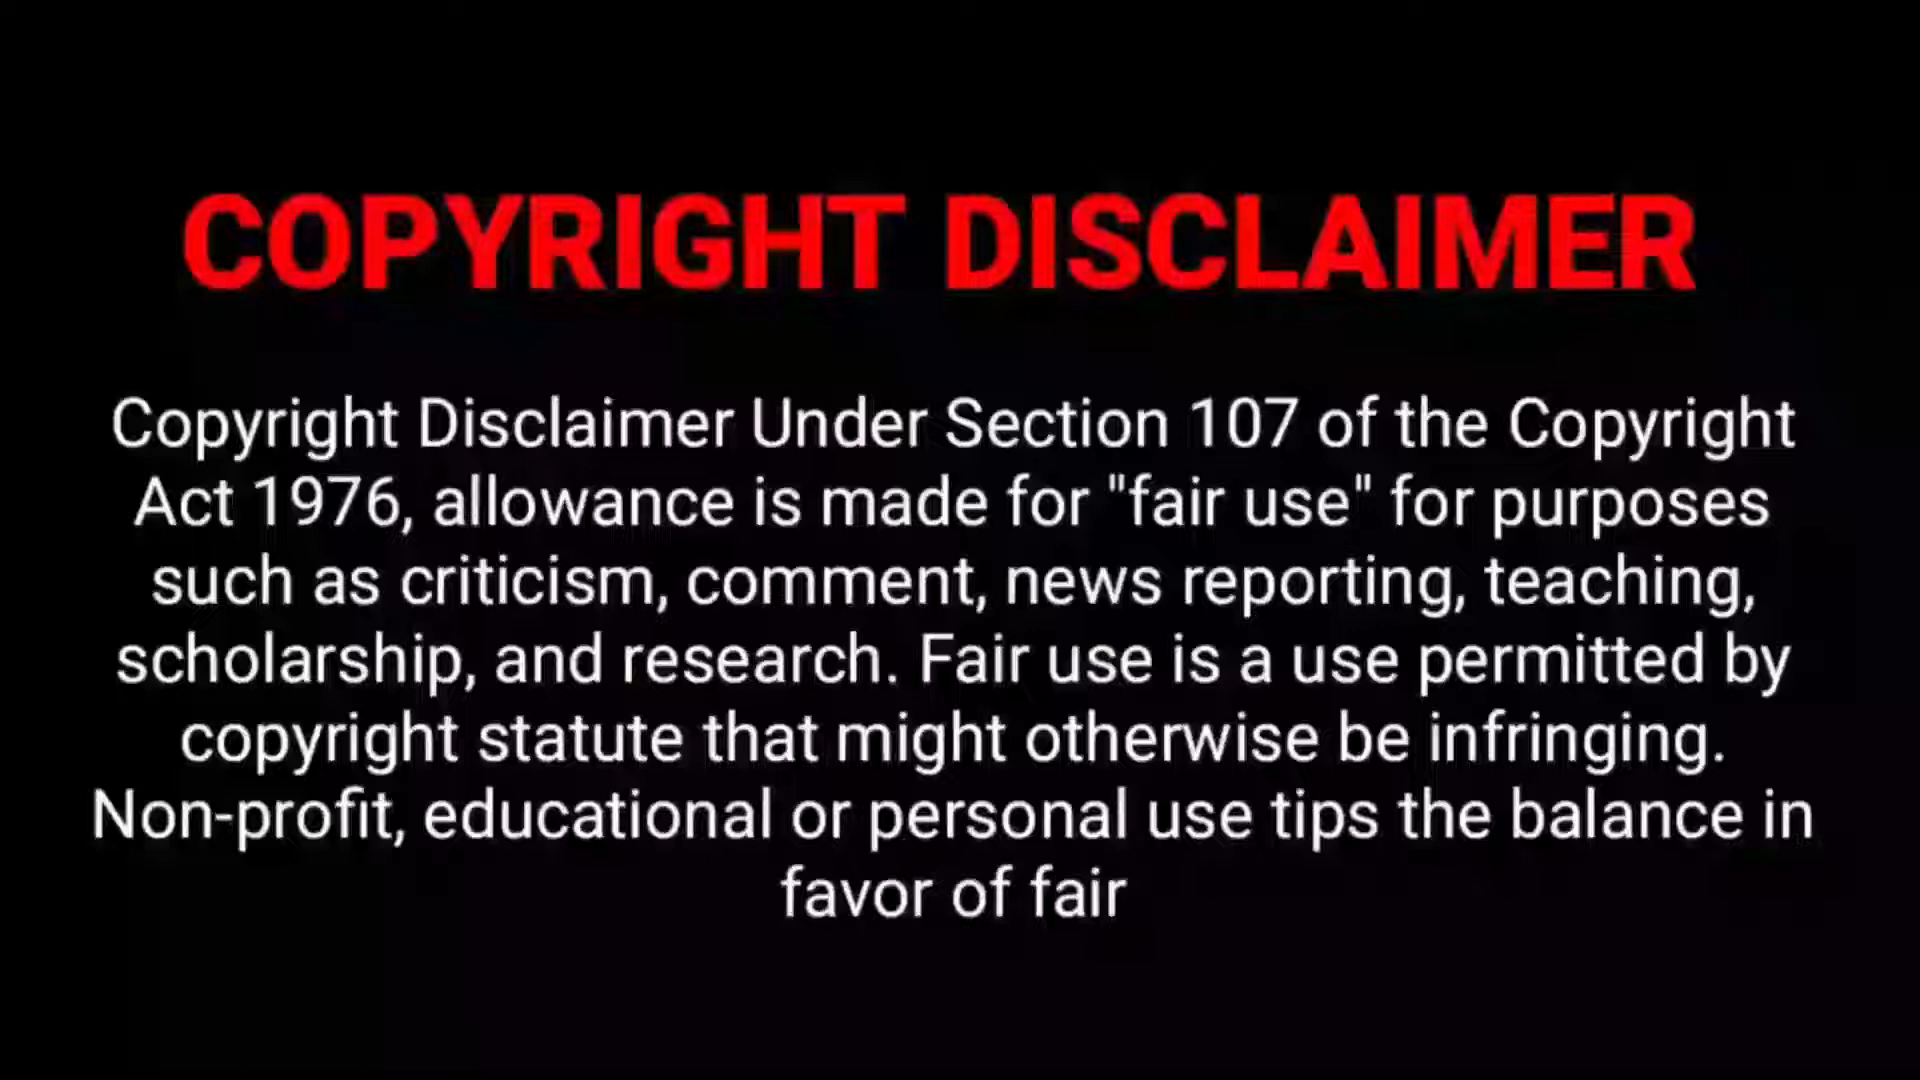 COPYRIGHT DISCLAIMER
Copyright Disclaimer Under Section 107 of the Copyright
Act 1976, allowance is made for "fair use" for purposes
such as criticism, comment, news reporting, teaching,
scholarship, and research. Fair use is a use permitted by
copyright statute that might otherwise be infringing.
Non-profit, educational or personal use tips the balance in
favor of fair